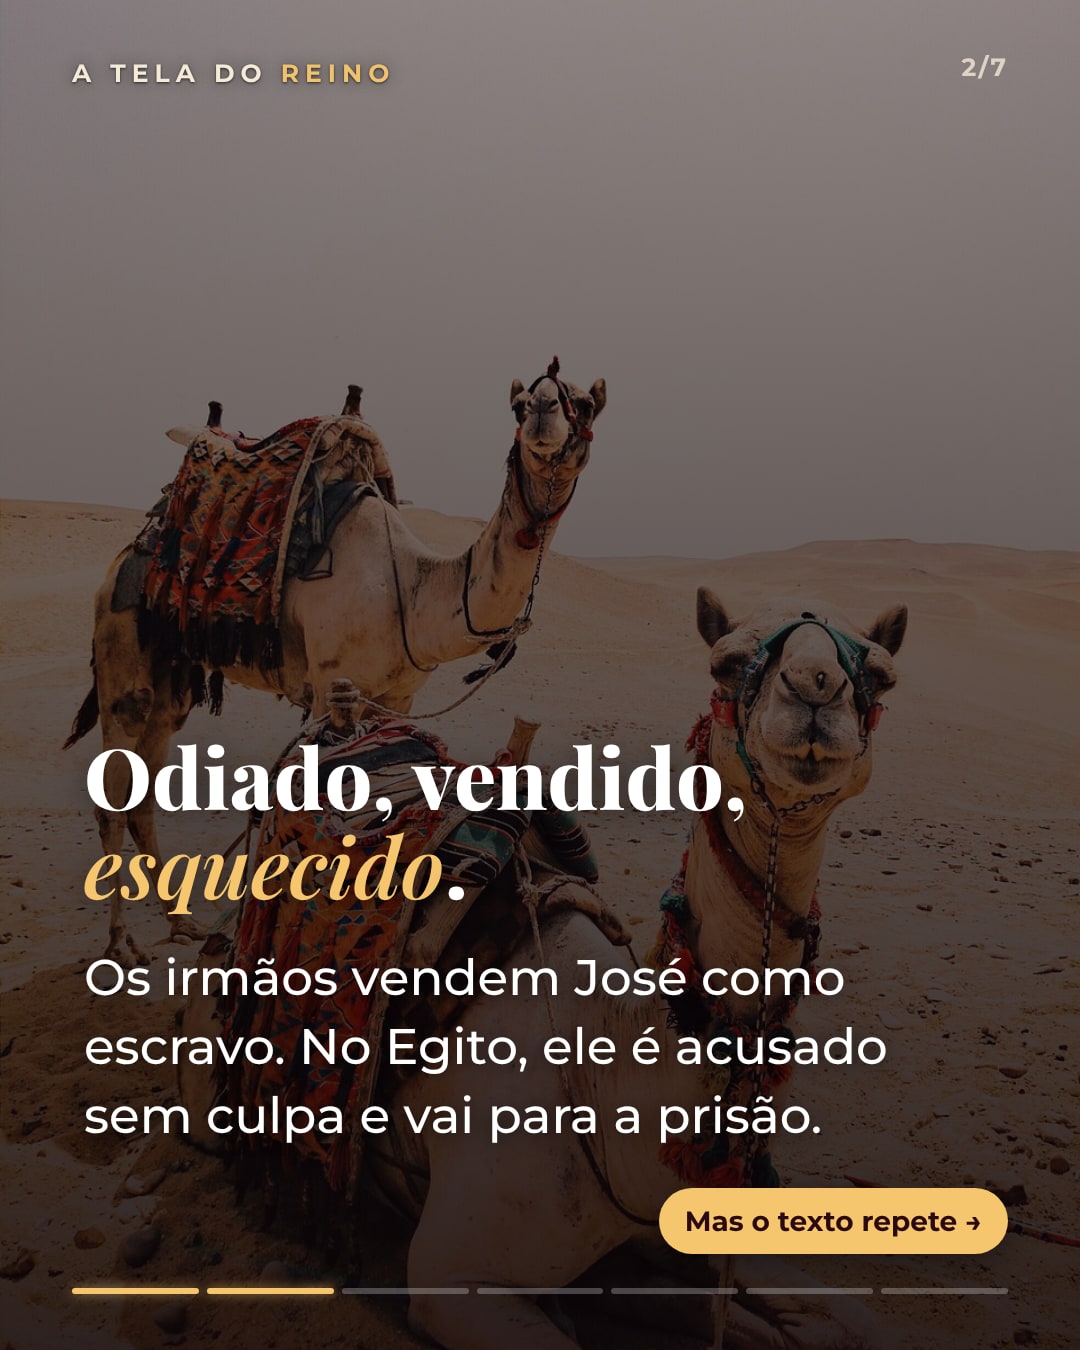 A TELA DO REINO
2/7
Odiado, vendido,
esquecido.
Os irmãos vendem José como
escravo. No Egito, ele é acusado
sem culpa e vai para a prisão.
Mas o texto repete →